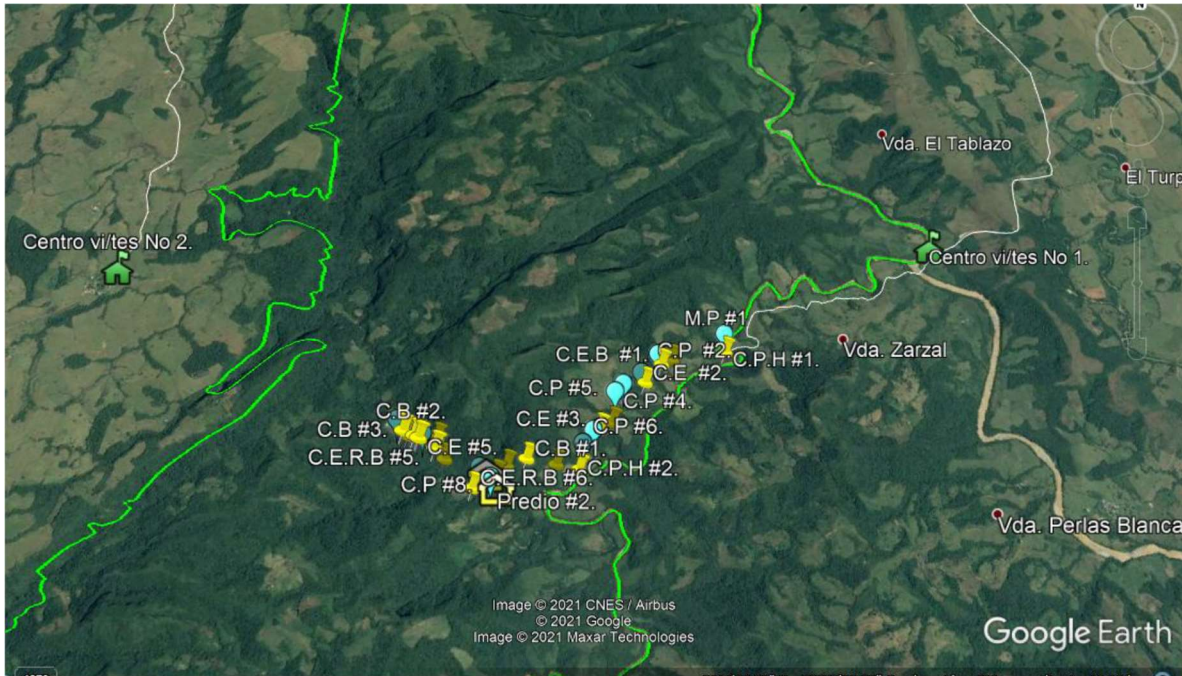 N
Vda. El Tablazo
El Turp
Centro vi/tes No 2.
Centro vi/tes No 1.
M.P #1
C.E.B #1.
C.P #2.
C.P.H #1.
Vda. Zarzal
C.E #2.
C.P #5.
C.P #4.
C.B #2.
C.E #3.
C.P #6.
C.B #3.
C.E #5.
C.B #1.
C.E.R.B #5.
C.P.H #2.
C.P #8
C.E.R.B #6.
Predio #2.
Vda. Perlas Blanca
Image © 2021 CNES / Airbus
© 2021 Google
Image © 2021 Maxar Technologies
Google Earth